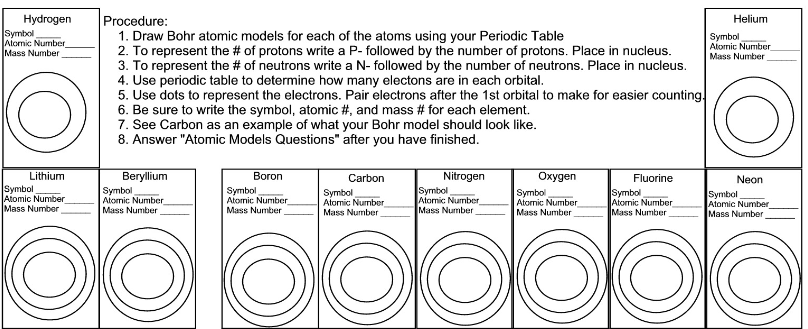 Hydrogen
Symbol _____
Atomic Number______
Mass Number ______
Procedure:
1. Draw Bohr atomic models for each of the atoms using your Periodic Table
2. To represent the # of protons write a P- followed by the number of protons. Place in nucleus.
3. To represent the # of neutrons write a N- followed by the number of neutrons. Place in nucleus.
4. Use periodic table to determine how many electons are in each orbital.
5. Use dots to represent the electrons. Pair electrons after the 1st orbital to make for easier counting.
6. Be sure to write the symbol, atomic #, and mass # for each element.
7. See Carbon as an example of what your Bohr model should look like.
8. Answer "Atomic Models Questions" after you have finished.
Helium
Symbol _____
Atomic Number______
Mass Number ______
Lithium
Symbol _____
Atomic Number______
Mass Number ______
Beryllium
Symbol _____
Atomic Number______
Mass Number ______
Boron
Symbol _____
Atomic Number______
Mass Number ______
Carbon
Symbol _____
Atomic Number______
Mass Number ______
Nitrogen
Symbol _____
Atomic Number______
Mass Number ______
Oxygen
Symbol _____
Atomic Number______
Mass Number ______
Fluorine
Symbol _____
Atomic Number______
Mass Number ______
Neon
Symbol _____
Atomic Number______
Mass Number ______